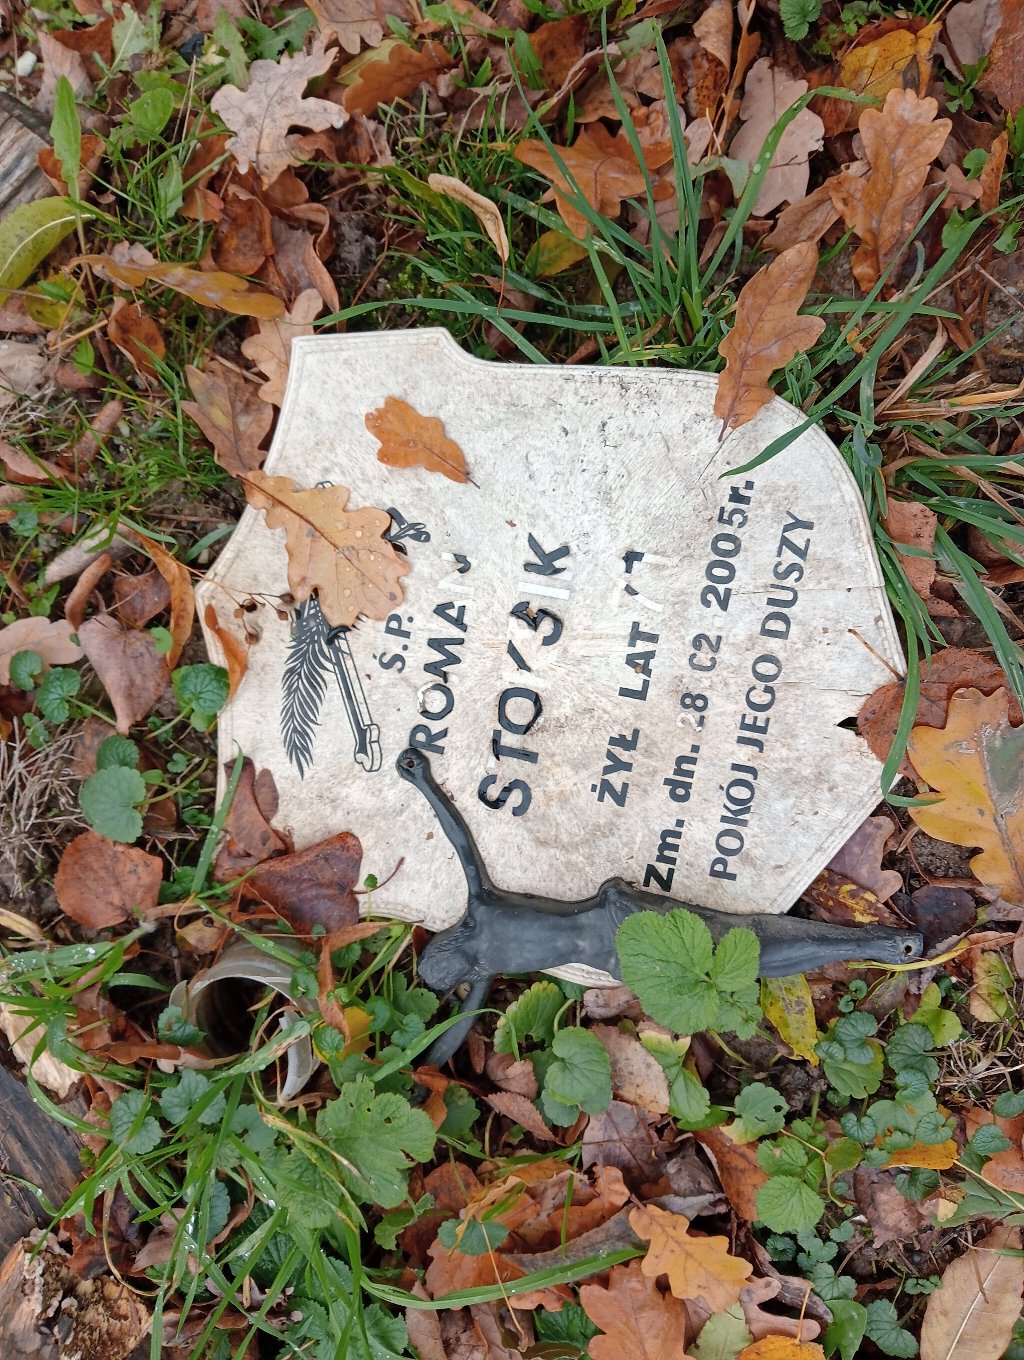 Ś.P.
ROMAN
ŻYŁ LAT
Zm. dn. 28 02 2005r.
POKÓJ JEGO DUSZY